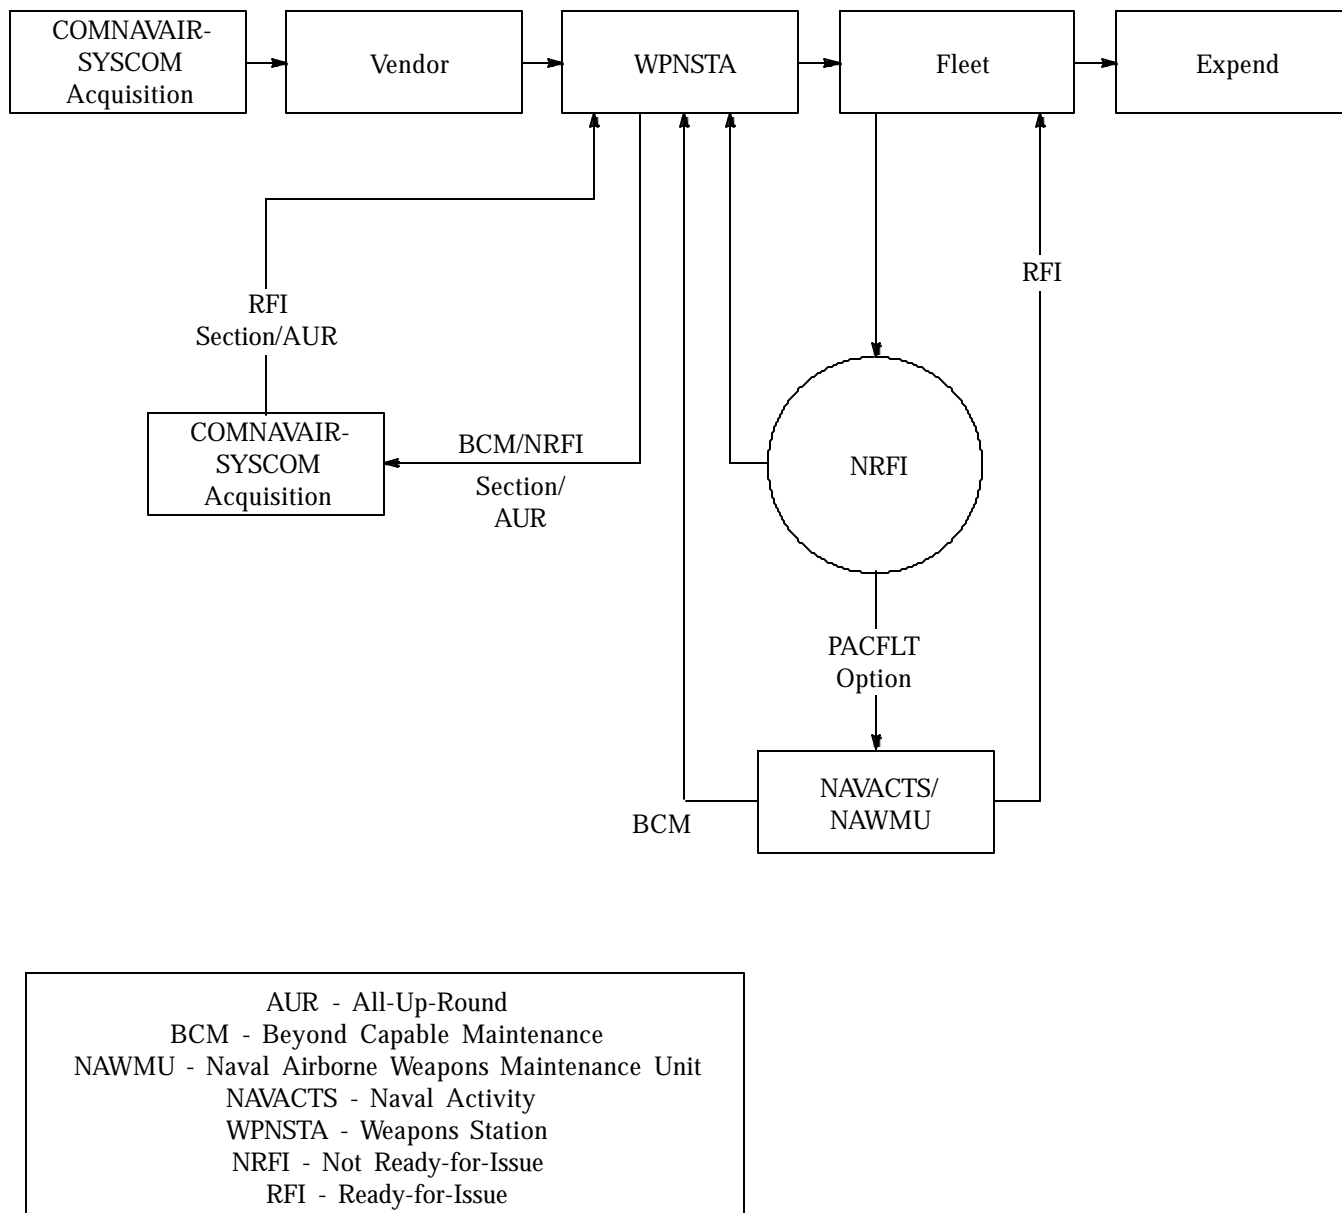 COMNAVAIR-
SYSCOM
Acquisition
Vendor
WPNSTA
Fleet
Expend
RFI
RFI
Section/AUR
COMNAVAIR-
SYSCOM
Acquisition
BCM/NRFI
Section/
AUR
NRFI
PACFLT
Option
NAVACTS/
NAWMU
BCM
AUR - All-Up-Round
BCM - Beyond Capable Maintenance
NAWMU - Naval Airborne Weapons Maintenance Unit
NAVACTS - Naval Activity
WPNSTA - Weapons Station
NRFI - Not Ready-for-Issue
RFI - Ready-for-Issue